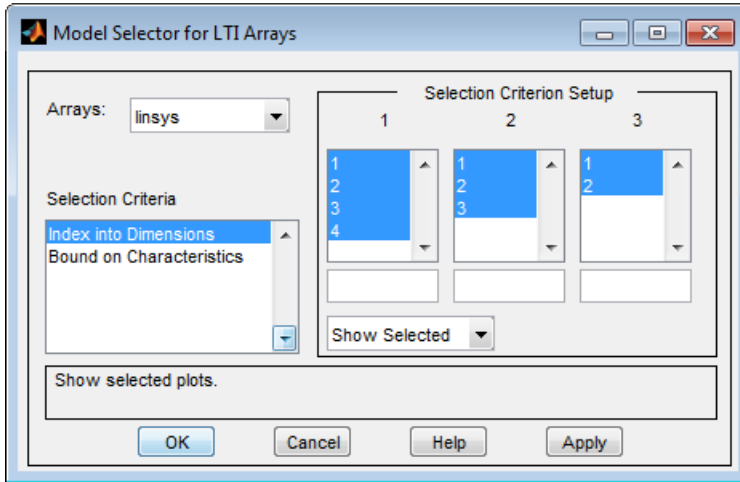 Model Selector for LTI Arrays
Arrays:
linsys
Selection Criteria
Index into Dimensions
Bound on Characteristics
Selection Criterion Setup
1 2 3
1 1 1
2 2 2
3 3
4
Show Selected
Show selected plots.
OK Cancel Help Apply